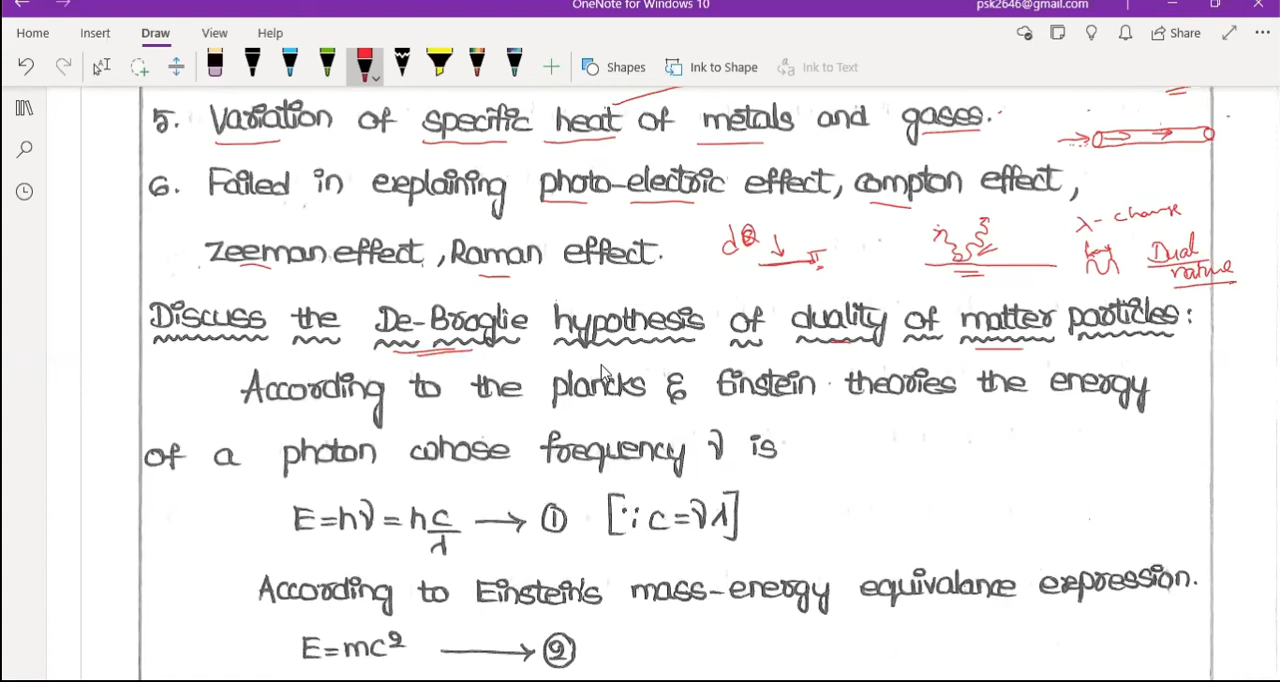 OneNote for Windows 10
psk2646@gmail.com
Home Insert Draw View Help
Share
Shapes Ink to Shape Ink to Text
5. Variation of specific heat of metals and gases.
6. Failed in explaining photo-electric effect, compton effect,
λ- change
zeeman effect, Raman effect.
dθ
Dual
nature
Discuss the De-Broglie hypothesis of duality of matter particles:
According to the plancks & Einstein theories the energy
of a photon whose frequency ν is
E=hν=hc/λ → ① [∵ c=νλ]
According to Einstein's mass-energy equivalance expression.
E=mc² → ②